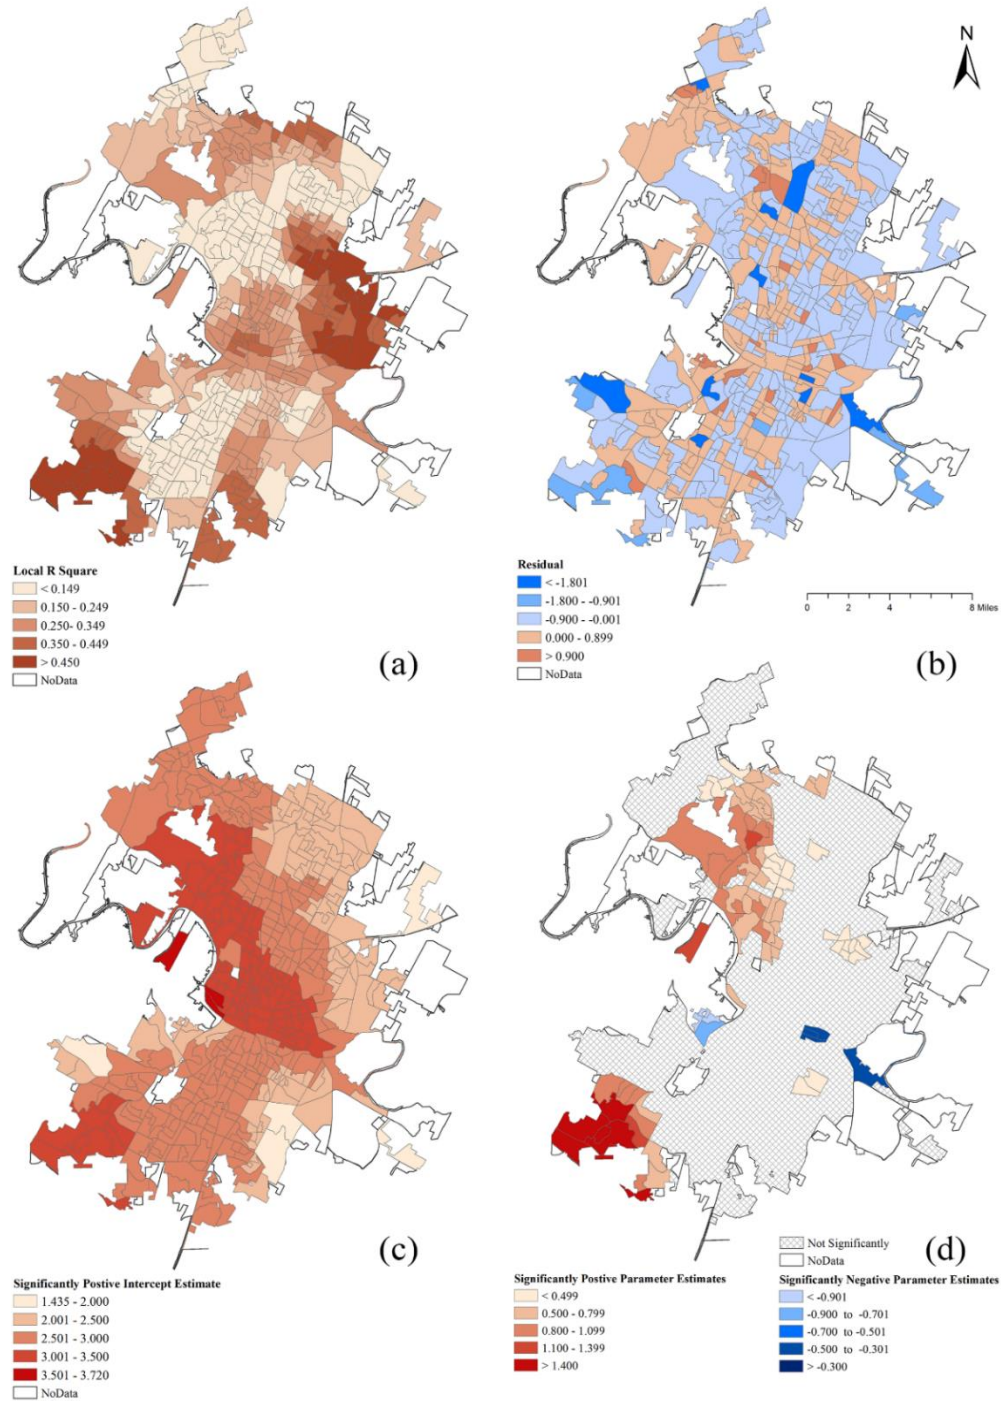 N
Local R Square
< 0.149
0.150 - 0.249
0.250- 0.349
0.350 - 0.449
> 0.450
NoData
(a)
Residual
< -1.801
-1.800 - -0.901
-0.900 - -0.001
0.000 - 0.899
> 0.900
NoData
0 2 4 8 Miles
(b)
Significantly Postive Intercept Estimate
1.435 - 2.000
2.001 - 2.500
2.501 - 3.000
3.001 - 3.500
3.501 - 3.720
NoData
(c)
(d)
Not Significantly
NoData
Significantly Postive Parameter Estimates
< 0.499
0.500 - 0.799
0.800 - 1.099
1.100 - 1.399
> 1.400
Significantly Negative Parameter Estimates
< -0.901
-0.900 to -0.701
-0.700 to -0.501
-0.500 to -0.301
> -0.300